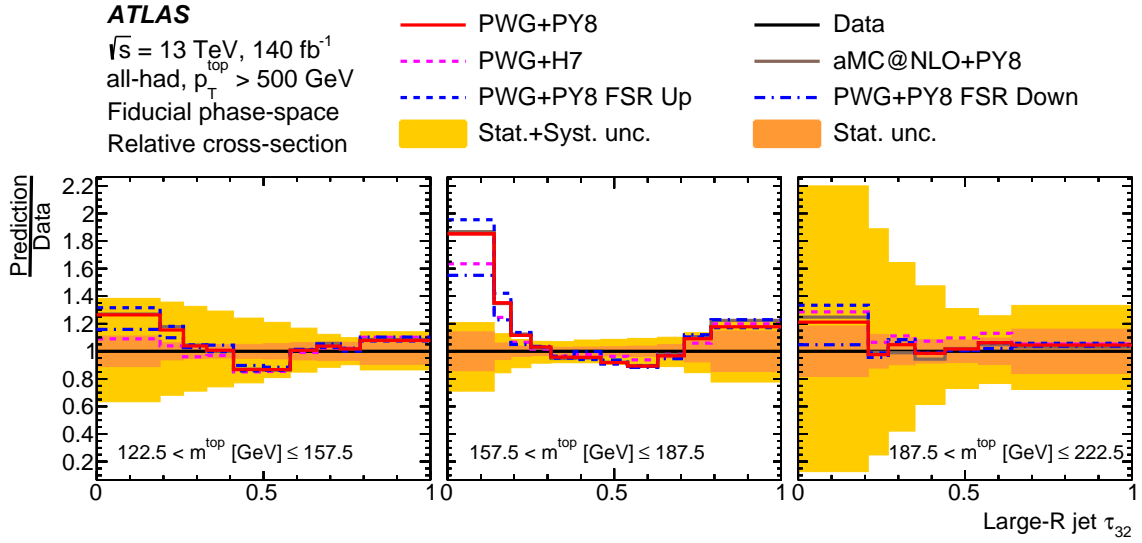 ATLAS
√s = 13 TeV, 140 fb⁻¹
all-had, p_T^top > 500 GeV
Fiducial phase-space
Relative cross-section
PWG+PY8
Data
PWG+H7
aMC@NLO+PY8
PWG+PY8 FSR Up
PWG+PY8 FSR Down
Stat.+Syst. unc.
Stat. unc.
Prediction
Data
2.2
2
1.8
1.6
1.4
1.2
1
0.8
0.6
0.4
0.2
122.5 < m^top [GeV] ≤ 157.5
157.5 < m^top [GeV] ≤ 187.5
187.5 < m^top [GeV] ≤ 222.5
0 0.5 1
0 0.5 1
0 0.5 1
Large-R jet τ₃₂